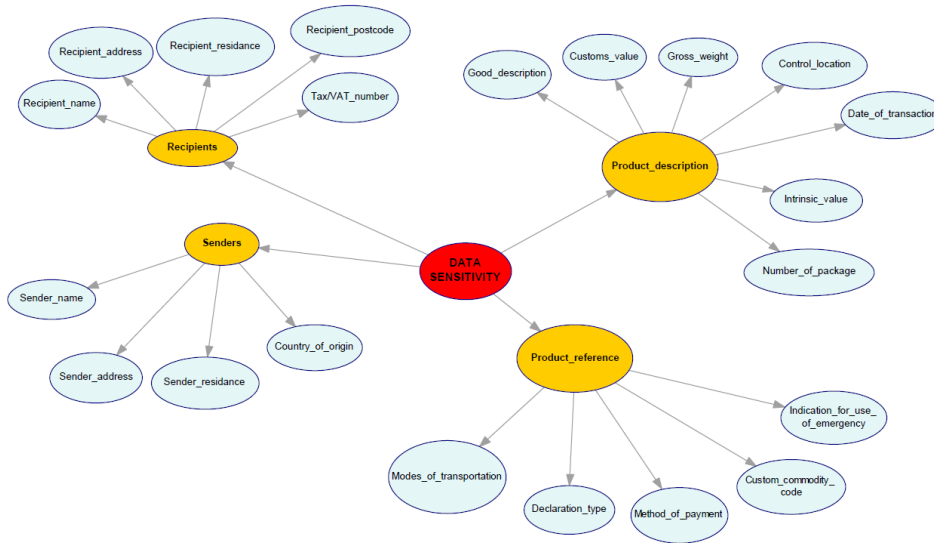 Recipient_address
Recipient_residance
Recipient_postcode
Recipient_name
Tax/VAT_number
Recipients
Good_description
Customs_value
Gross_weight
Control_location
Date_of_transaction
Product_description
Intrinsic_value
Number_of_package
Senders
DATA
SENSITIVITY
Sender_name
Sender_address
Sender_residance
Country_of_origin
Product_reference
Indication_for_use_
of_emergency
Modes_of_transportation
Declaration_type
Method_of_payment
Custom_commodity_
code